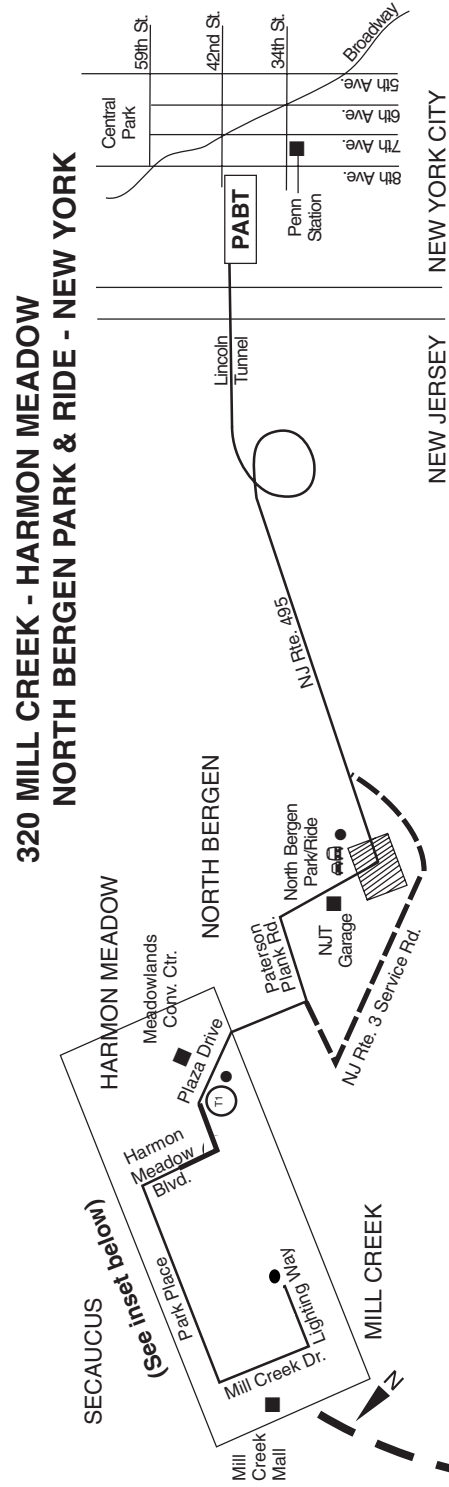 320 MILL CREEK - HARMON MEADOW
NORTH BERGEN PARK & RIDE - NEW YORK
SECAUCUS
(See inset below)
HARMON MEADOW
Meadowlands
Conv. Ctr.
Plaza Drive
T1
Harmon
Meadow
Blvd.
Park Place
Lighting Way
Mill Creek Dr.
Mill
Creek
Mall
MILL CREEK
N
NORTH BERGEN
Paterson
Plank Rd.
North Bergen
Park/Ride
NJT
Garage
NJ Rte. 3 Service Rd.
NJ Rte. 495
Lincoln
Tunnel
NEW JERSEY
NEW YORK CITY
PABT
Penn
Station
Central
Park
59th St.
42nd St.
34th St.
Broadway
8th Ave.
7th Ave.
6th Ave.
5th Ave.